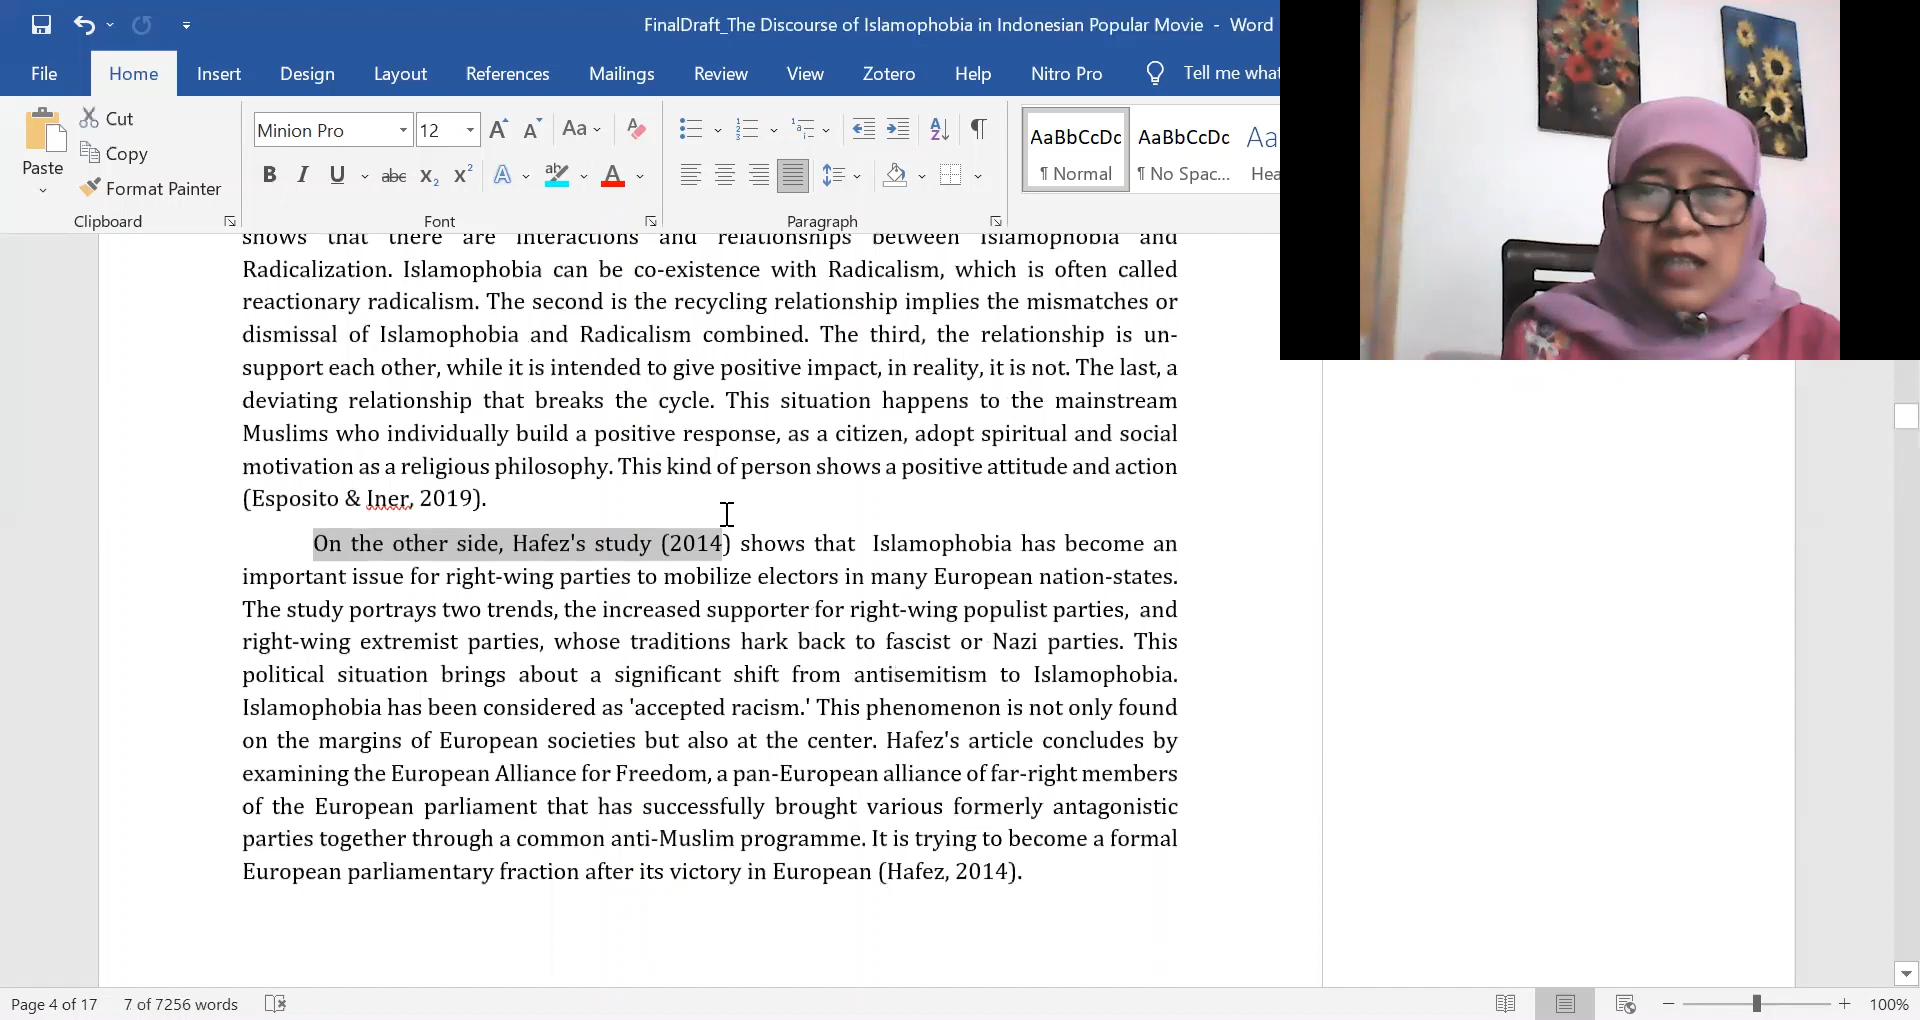 FinalDraft_The Discourse of Islamophobia in Indonesian Popular Movie - Word
File Home Insert Design Layout References Mailings Review View Zotero Help Nitro Pro Tell me what
Paste
Cut
Copy
Format Painter
Clipboard
Minion Pro 12
Font
Paragraph
AaBbCcDc AaBbCcDc Aa
¶ Normal ¶ No Spac... Hea
shows that there are interactions and relationships between Islamophobia and
Radicalization. Islamophobia can be co-existence with Radicalism, which is often called
reactionary radicalism. The second is the recycling relationship implies the mismatches or
dismissal of Islamophobia and Radicalism combined. The third, the relationship is un-
support each other, while it is intended to give positive impact, in reality, it is not. The last, a
deviating relationship that breaks the cycle. This situation happens to the mainstream
Muslims who individually build a positive response, as a citizen, adopt spiritual and social
motivation as a religious philosophy. This kind of person shows a positive attitude and action
(Esposito & Iner, 2019).
On the other side, Hafez's study (2014) shows that Islamophobia has become an
important issue for right-wing parties to mobilize electors in many European nation-states.
The study portrays two trends, the increased supporter for right-wing populist parties, and
right-wing extremist parties, whose traditions hark back to fascist or Nazi parties. This
political situation brings about a significant shift from antisemitism to Islamophobia.
Islamophobia has been considered as 'accepted racism.' This phenomenon is not only found
on the margins of European societies but also at the center. Hafez's article concludes by
examining the European Alliance for Freedom, a pan-European alliance of far-right members
of the European parliament that has successfully brought various formerly antagonistic
parties together through a common anti-Muslim programme. It is trying to become a formal
European parliamentary fraction after its victory in European (Hafez, 2014).
Page 4 of 17 7 of 7256 words 100%